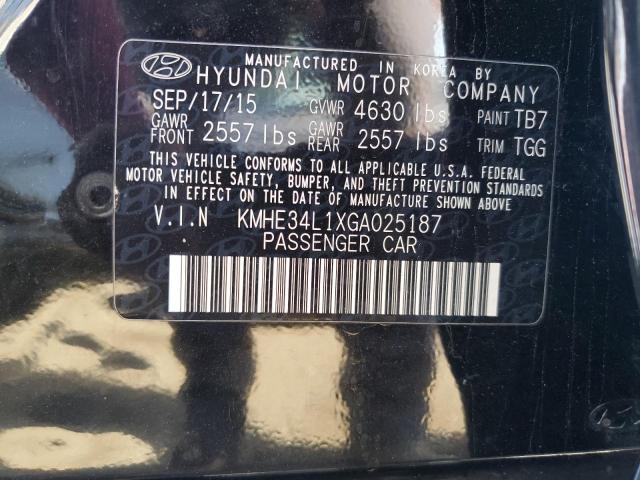 MANUFACTURED IN KOREA BY
HYUNDAI MOTOR COMPANY
SEP/17/15 GVWR 4630 lbs PAINT TB7
GAWR FRONT 2557 lbs GAWR REAR 2557 lbs TRIM TGG
THIS VEHICLE CONFORMS TO ALL APPLICABLE U.S.A. FEDERAL
MOTOR VEHICLE SAFETY, BUMPER, AND THEFT PREVENTION STANDARDS
IN EFFECT ON THE DATE OF MANUFACTURE SHOWN ABOVE
V.I.N KMHE34L1XGA025187
PASSENGER CAR